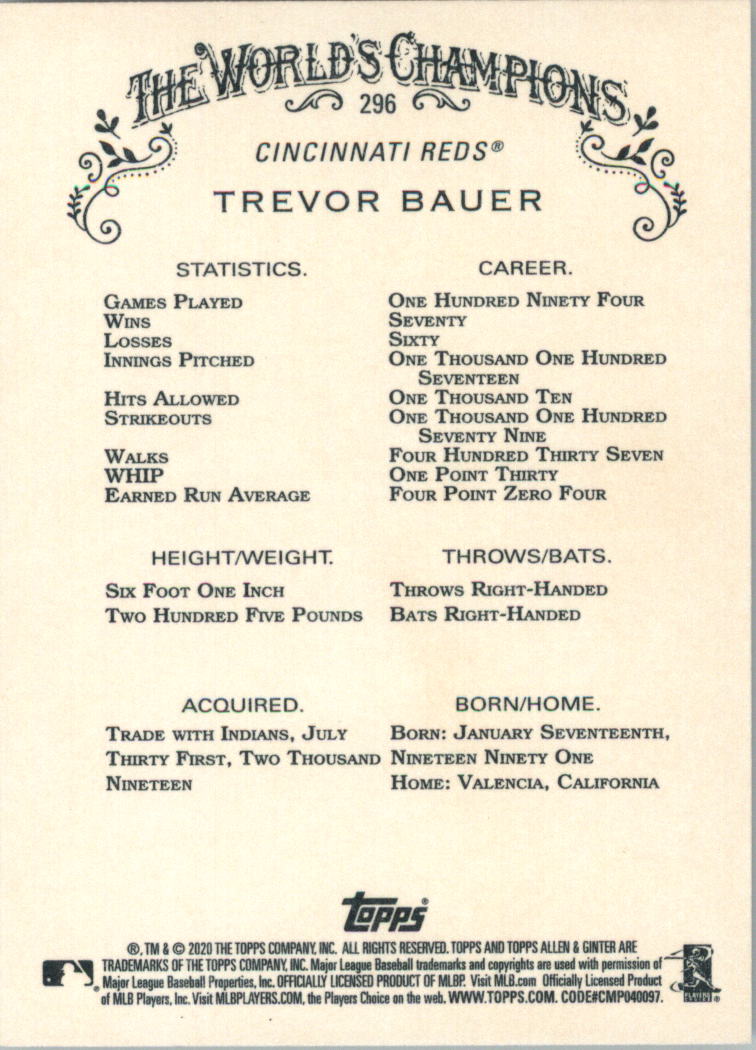 THE WORLD'S CHAMPIONS
296
CINCINNATI REDS®
TREVOR BAUER
STATISTICS. CAREER.
GAMES PLAYED ONE HUNDRED NINETY FOUR
WINS SEVENTY
LOSSES SIXTY
INNINGS PITCHED ONE THOUSAND ONE HUNDRED
SEVENTEEN
HITS ALLOWED ONE THOUSAND TEN
STRIKEOUTS ONE THOUSAND ONE HUNDRED
SEVENTY NINE
WALKS FOUR HUNDRED THIRTY SEVEN
WHIP ONE POINT THIRTY
EARNED RUN AVERAGE FOUR POINT ZERO FOUR
HEIGHT/WEIGHT.
SIX FOOT ONE INCH
TWO HUNDRED FIVE POUNDS
THROWS/BATS.
THROWS RIGHT-HANDED
BATS RIGHT-HANDED
ACQUIRED.
TRADE WITH INDIANS, JULY
THIRTY FIRST, TWO THOUSAND
NINETEEN
BORN/HOME.
BORN: JANUARY SEVENTEENTH,
NINETEEN NINETY ONE
HOME: VALENCIA, CALIFORNIA
Topps®
®, TM & © 2020 THE TOPPS COMPANY, INC. ALL RIGHTS RESERVED. TOPPS AND TOPPS ALLEN & GINTER ARE
TRADEMARKS OF THE TOPPS COMPANY, INC. Major League Baseball trademarks and copyrights are used with permission of
Major League Baseball Properties, Inc. OFFICIALLY LICENSED PRODUCT OF MLBP. Visit MLB.com Officially Licensed Product
of MLB Players, Inc. Visit MLBPLAYERS.COM, the Players Choice on the web. WWW.TOPPS.COM. CODE#CMP040097.